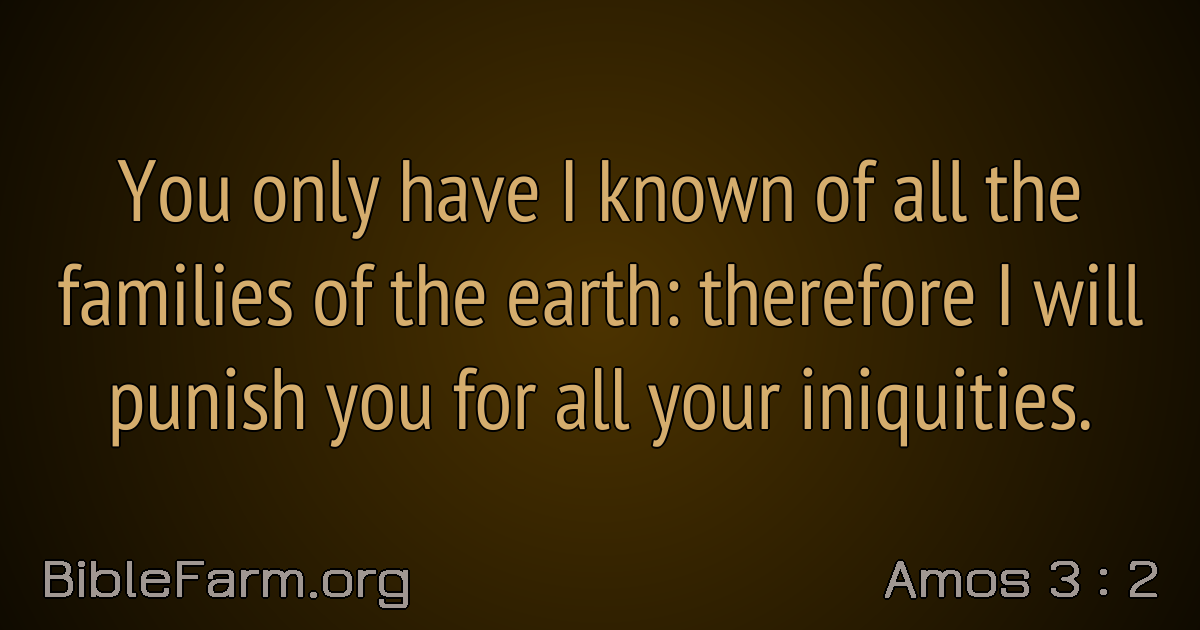 You only have I known of all the
families of the earth: therefore I will
punish you for all your iniquities.
BibleFarm.org
Amos 3 : 2